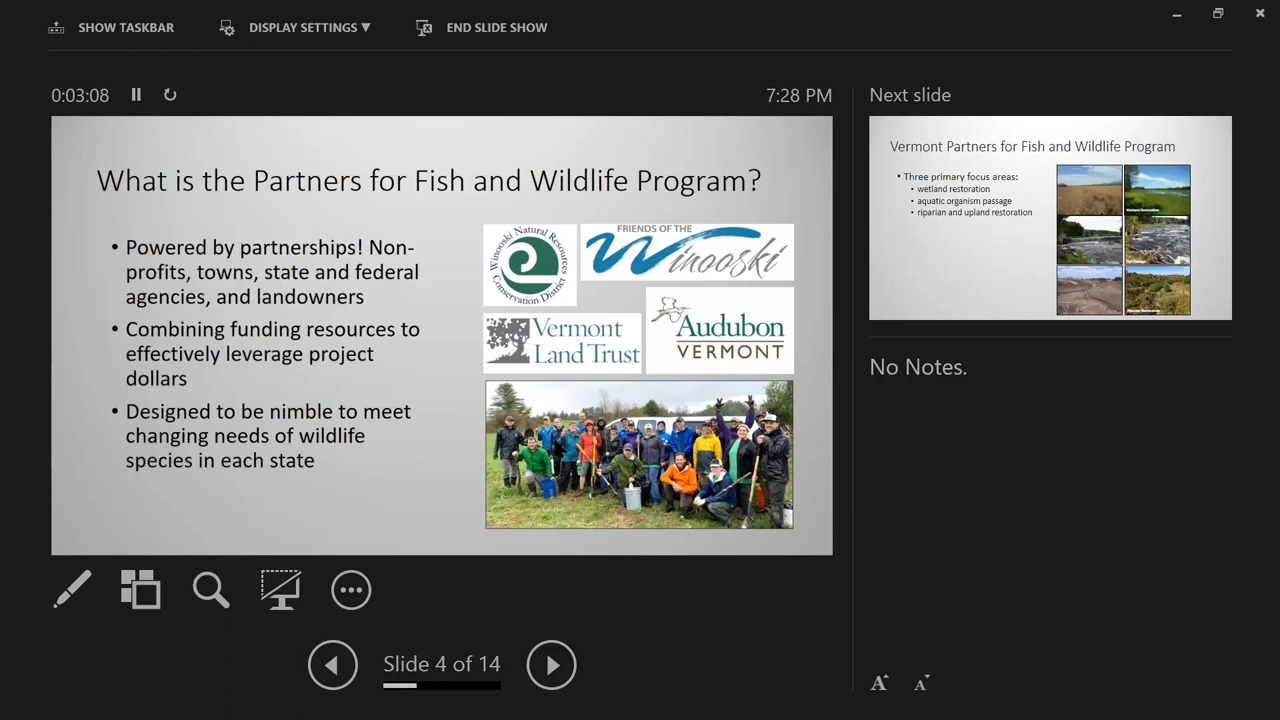 SHOW TASKBAR
DISPLAY SETTINGS ▼
END SLIDE SHOW
0:03:08
7:28 PM
What is the Partners for Fish and Wildlife Program?
• Powered by partnerships! Non-
profits, towns, state and federal
agencies, and landowners
• Combining funding resources to
effectively leverage project
dollars
• Designed to be nimble to meet
changing needs of wildlife
species in each state
Winooski Natural Resources
Conservation District
FRIENDS OF THE
Winooski
Vermont
Land Trust
Audubon
VERMONT
Next slide
Vermont Partners for Fish and Wildlife Program
• Three primary focus areas:
• wetland restoration
• aquatic organism passage
• riparian and upland restoration
Wetland Restoration
No Notes.
Slide 4 of 14
A
A